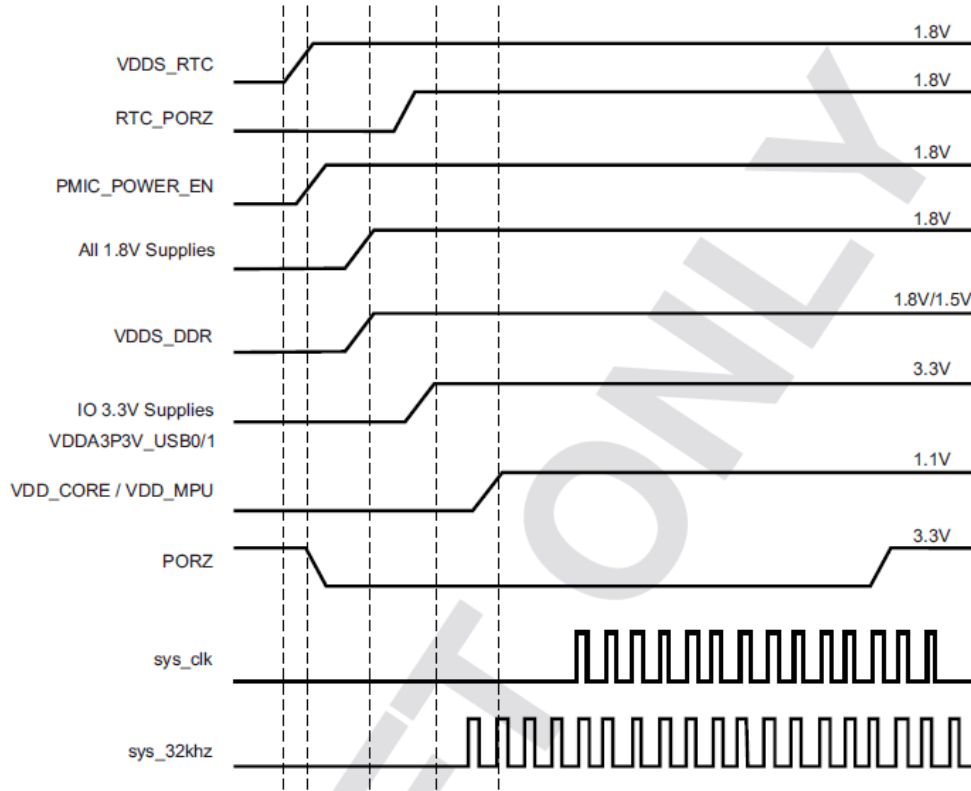 1.8V
VDDS_RTC
1.8V
RTC_PORZ
1.8V
PMIC_POWER_EN
1.8V
All 1.8V Supplies
1.8V/1.5V
VDDS_DDR
3.3V
IO 3.3V Supplies
VDDA3P3V_USB0/1
1.1V
VDD_CORE / VDD_MPU
3.3V
PORZ
sys_clk
sys_32khz
T ONLY